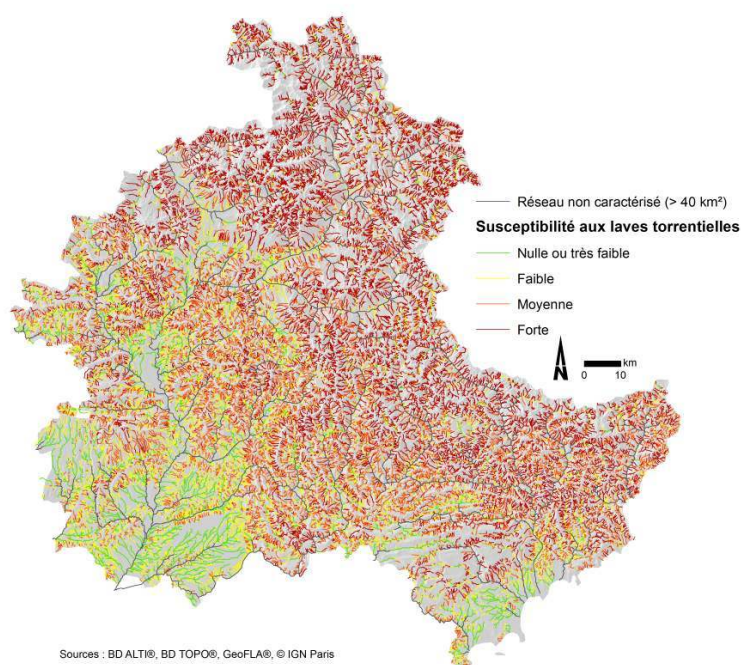 Réseau non caractérisé (> 40 km²)
Susceptibilité aux laves torrentielles
Nulle ou très faible
Faible
Moyenne
Forte
km
0 10
Sources : BD ALTI®, BD TOPO®, GeoFLA®, © IGN Paris